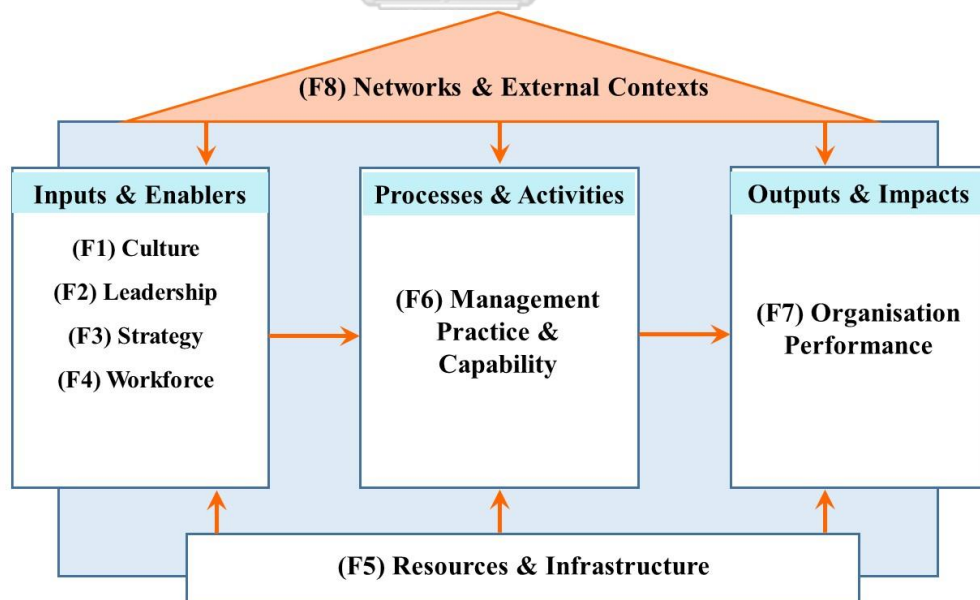 (F8) Networks & External Contexts
Inputs & Enablers
(F1) Culture
(F2) Leadership
(F3) Strategy
(F4) Workforce
Processes & Activities
(F6) Management
Practice &
Capability
Outputs & Impacts
(F7) Organisation
Performance
(F5) Resources & Infrastructure